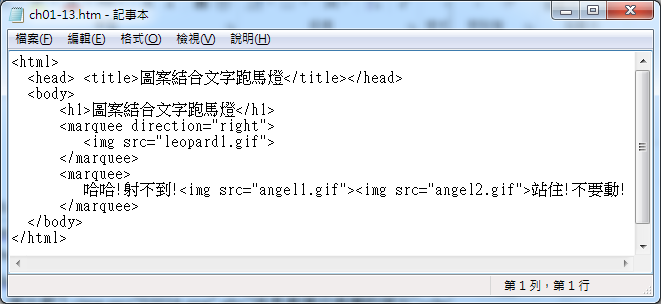 ch01-13.htm - 記事本
檔案(F) 編輯(E) 格式(O) 檢視(V) 說明(H)
<html>
<head> <title>圖案結合文字跑馬燈</title></head>
<body>
<h1>圖案結合文字跑馬燈</h1>
<marquee direction="right">
<img src="leopard1.gif">
</marquee>
<marquee>
哈哈!射不到!<img src="angel1.gif"><img src="angel2.gif">站住!不要動!
</marquee>
</body>
</html>
第 1 列，第 1 行